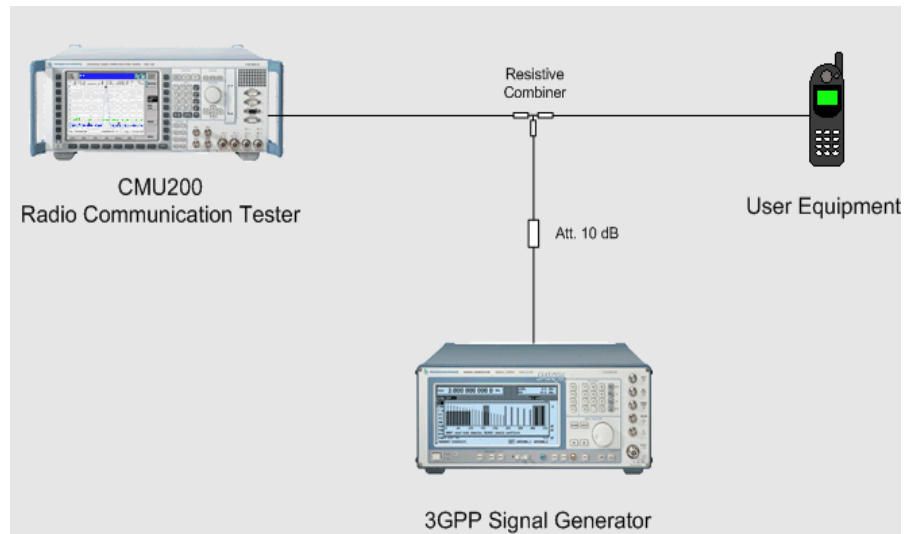 Resistive
Combiner
CMU200
Radio Communication Tester
User Equipment
Att. 10 dB
3GPP Signal Generator